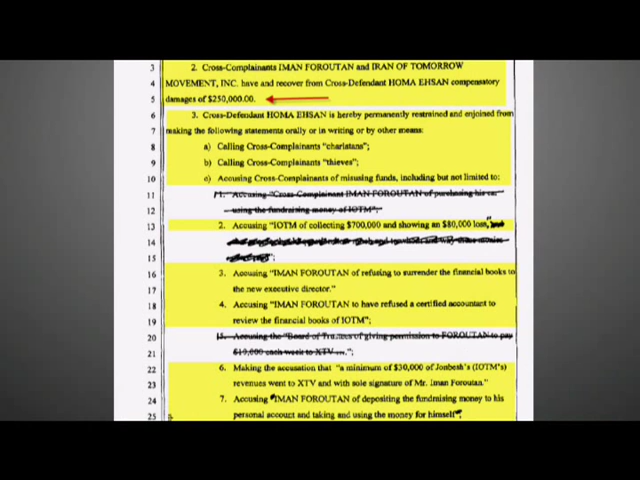 3 2. Cross-Complainants IMAN FOROUTAN and IRAN OF TOMORROW
4 MOVEMENT, INC. have and recover from Cross-Defendant HOMA EHSAN compensatory
5 damages of $250,000.00.
6 3. Cross-Defendant HOMA EHSAN is hereby permanently restrained and enjoined from
7 making the following statements orally or in writing or by other means:
8 a) Calling Cross-Complainants "charlatans";
9 b) Calling Cross-Complainants "thieves";
10 c) Accusing Cross-Complainants of misusing funds, including but not limited to:
11 Accusing "Cross-Complainant IMAN FOROUTAN of purchasing his car
12 using the fundraising money of IOTM";
13 2. Accusing "IOTM of collecting $700,000 and showing an $80,000 loss,"
14
15 ";
16 3. Accusing "IMAN FOROUTAN of refusing to surrender the financial books to
17 the new executive director."
18 4. Accusing "IMAN FOROUTAN to have refused a certified accountant to
19 review the financial books of IOTM";
20 Accusing the "Board of Trustees of giving permission to FOROUTAN to pay
21 $10,000 each week to XTV ...";
22 6. Making the accusation that "a minimum of $30,000 of Jonbesh's (IOTM's)
23 revenues went to XTV and with sole signature of Mr. Iman Foroutan."
24 7. Accusing "IMAN FOROUTAN of depositing the fundraising money to his
25 personal account and taking and using the money for himself";